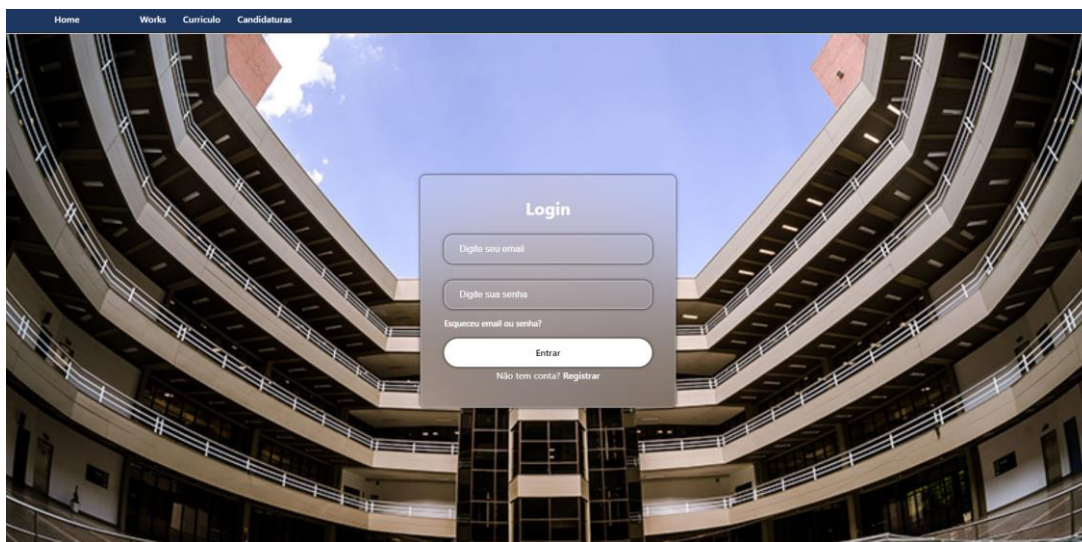 Home Works Curriculo Candidaturas
Login
Digite seu email
Digite sua senha
Esqueceu email ou senha?
Entrar
Não tem conta? Registrar